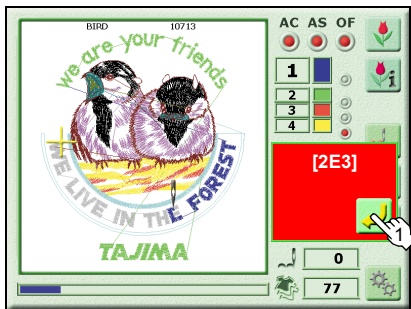 BIRD 10713
AC AS OF
we are your friends
1
2
3
4
[2E3]
WE LIVE IN THE FOREST
1
TAJIMA
0
77